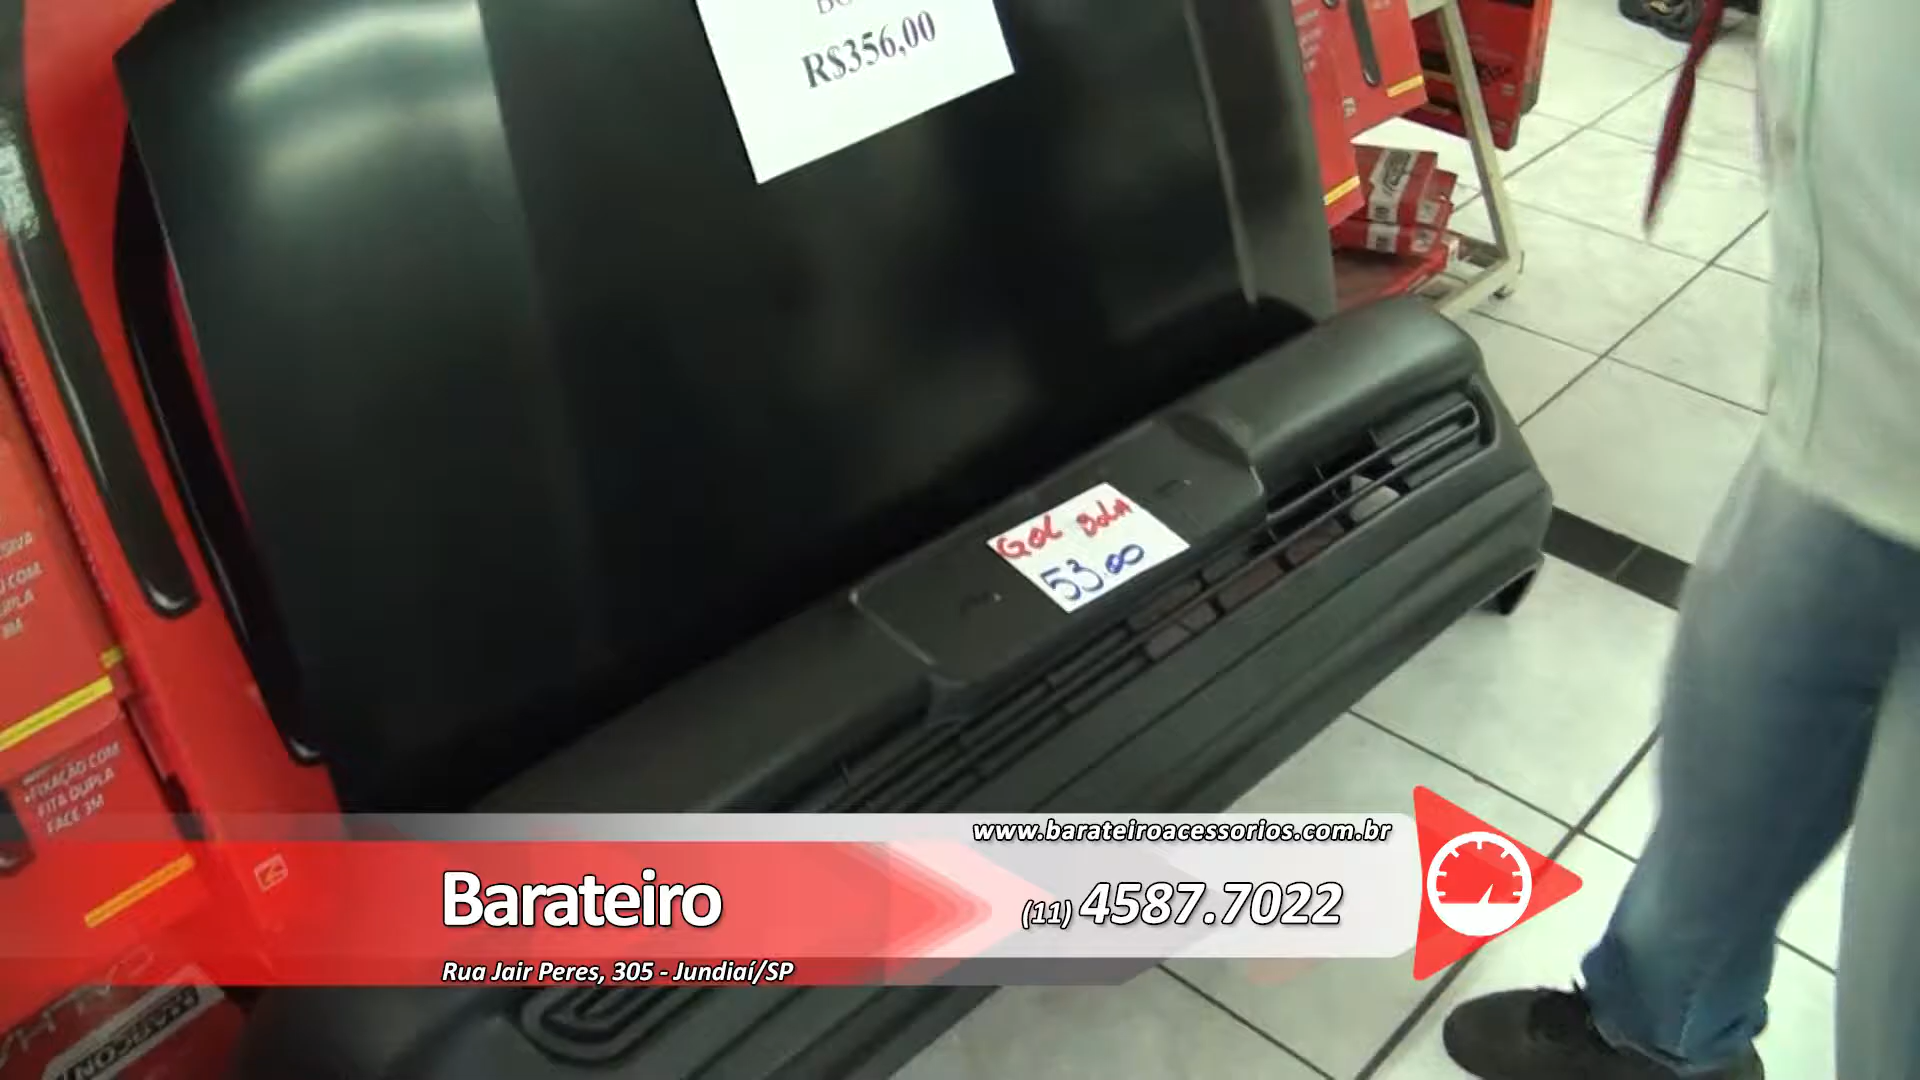 R$356,00
GOL BOLA
53.00
FIXAÇÃO COM
FITA DUPLA
FACE 3M
www.barateiroacessorios.com.br
Barateiro
(11) 4587.7022
Rua Jair Peres, 305 - Jundiaí/SP